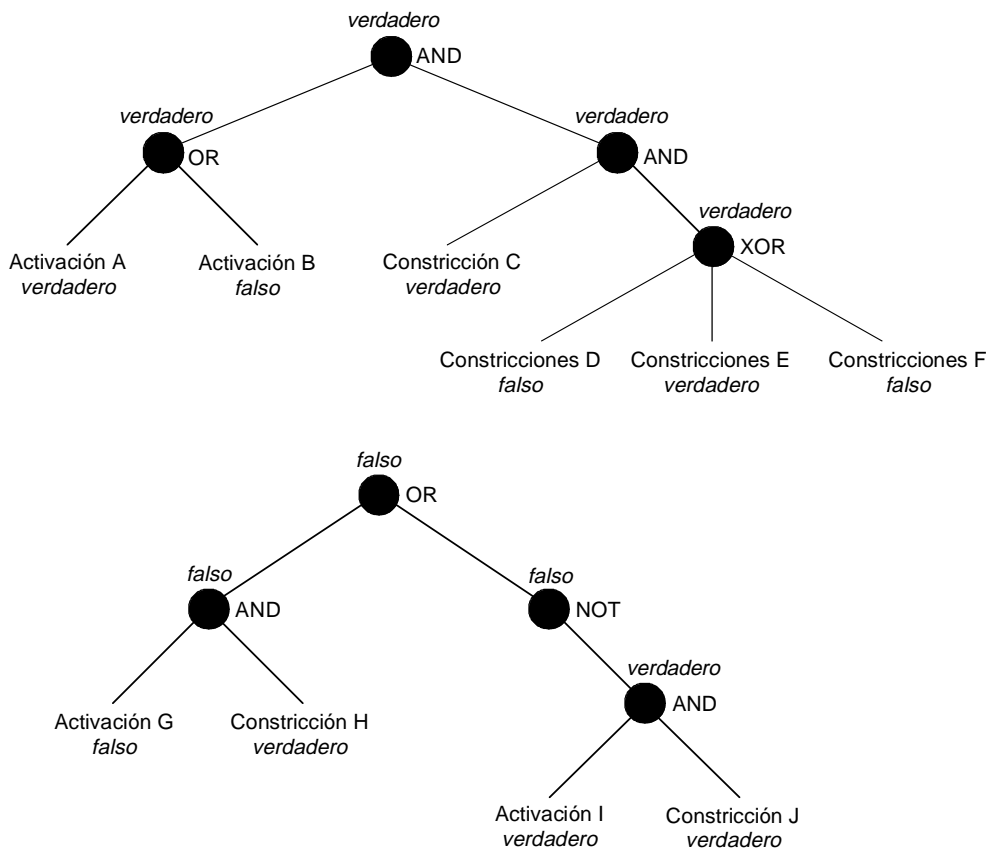 verdadero
AND
verdadero
OR
verdadero
AND
verdadero
XOR
Activación A
verdadero
Activación B
falso
Constricción C
verdadero
Constricciones D
falso
Constricciones E
verdadero
Constricciones F
falso
falso
OR
falso
AND
falso
NOT
verdadero
AND
Activación G
falso
Constricción H
verdadero
Activación I
verdadero
Constricción J
verdadero